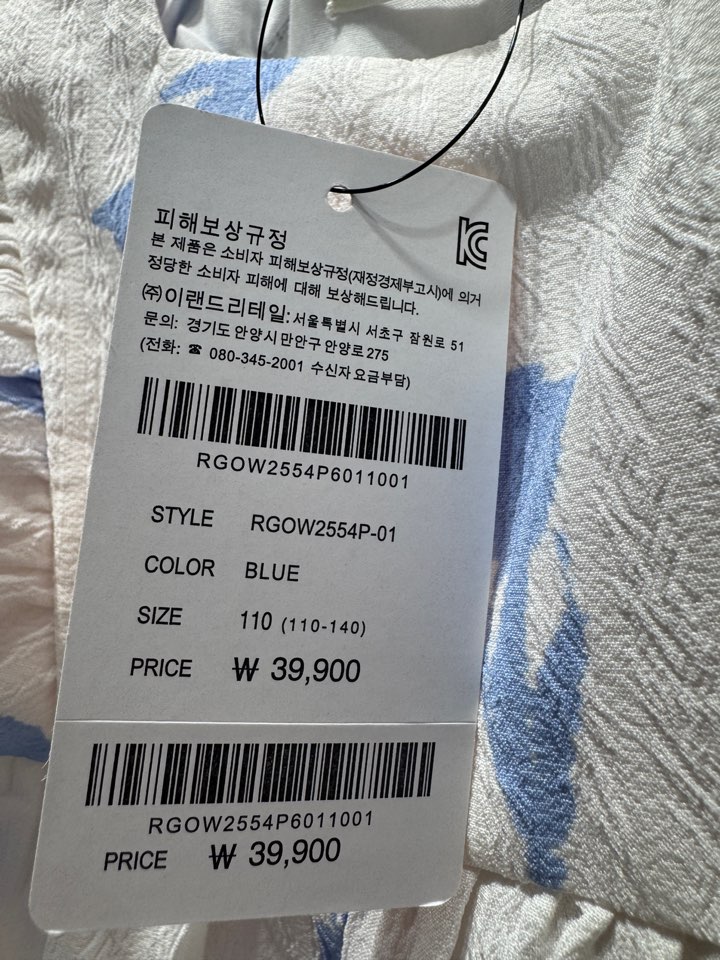 피해보상규정
본 제품은 소비자 피해보상규정(재정경제부고시)에 의거
정당한 소비자 피해에 대해 보상해드립니다.
㈜이랜드리테일:서울특별시 서초구 잠원로 51
문의: 경기도 안양시 만안구 안양로 275
(전화: ☎ 080-345-2001 수신자 요금부담)
RGOW2554P6011001
STYLE RGOW2554P-01
COLOR BLUE
SIZE 110 (110-140)
PRICE ₩ 39,900
RGOW2554P6011001
PRICE ₩ 39,900